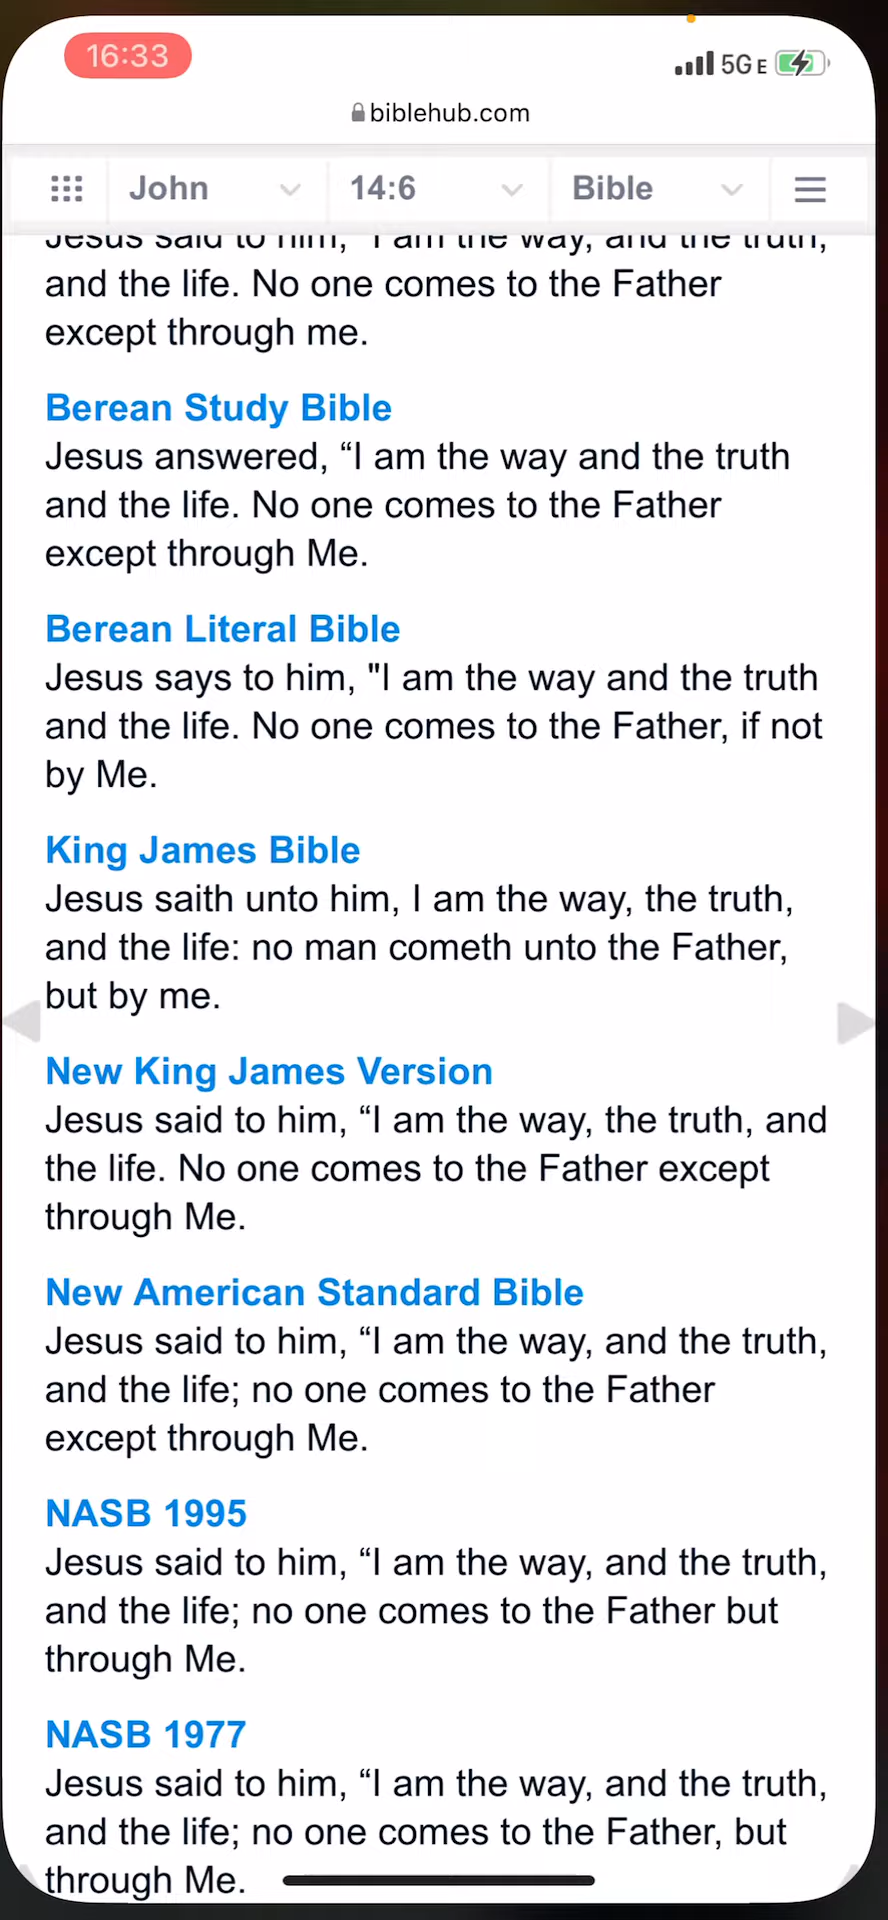 16:33
5G E
biblehub.com
John
14:6
Bible
Jesus said to him, "I am the way, and the truth,
and the life. No one comes to the Father
except through me.
Berean Study Bible
Jesus answered, “I am the way and the truth
and the life. No one comes to the Father
except through Me.
Berean Literal Bible
Jesus says to him, "I am the way and the truth
and the life. No one comes to the Father, if not
by Me.
King James Bible
Jesus saith unto him, I am the way, the truth,
and the life: no man cometh unto the Father,
but by me.
New King James Version
Jesus said to him, “I am the way, the truth, and
the life. No one comes to the Father except
through Me.
New American Standard Bible
Jesus said to him, “I am the way, and the truth,
and the life; no one comes to the Father
except through Me.
NASB 1995
Jesus said to him, “I am the way, and the truth,
and the life; no one comes to the Father but
through Me.
NASB 1977
Jesus said to him, “I am the way, and the truth,
and the life; no one comes to the Father, but
through Me.